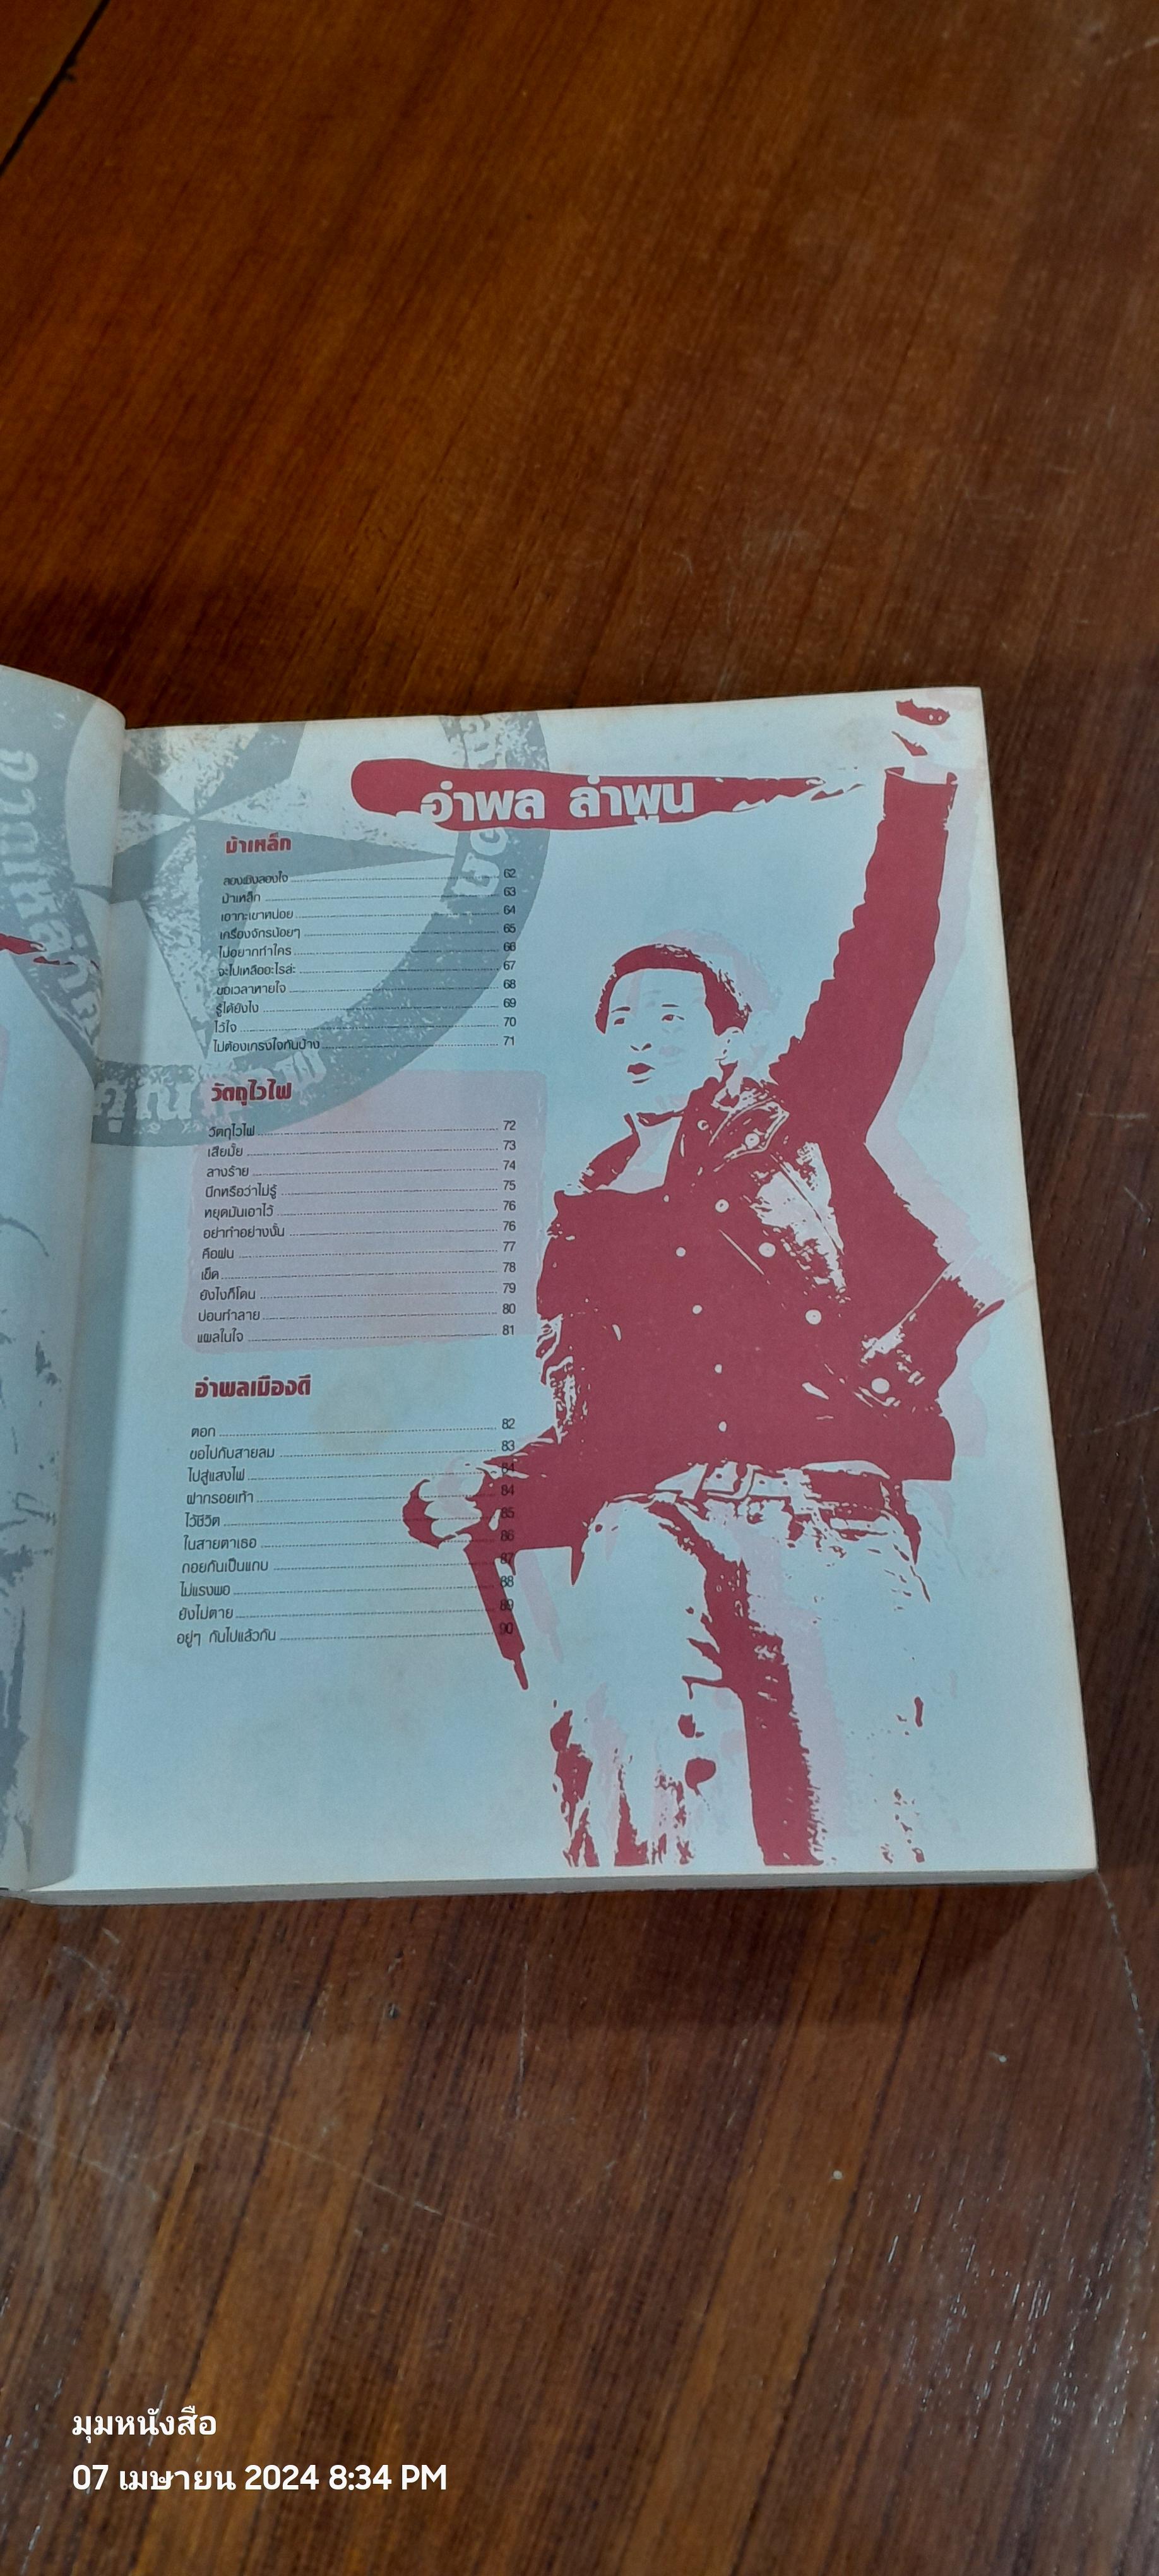 อำพล ลำพูน
ม้าเหล็ก
ลองเชิงลองใจ 62
ม้าเหล็ก 63
เอากะเขาหน่อย 64
เครื่องจักรน้อยๆ 65
ไม่อยากทำใคร 66
จะไปเหลืออะไรล่ะ 67
ขอเวลาหายใจ 68
รู้ได้ยังไง 69
ไว้ใจ 70
ไม่ต้องเกรงใจกันบ้าง 71
วัตถุไวไฟ
วัตถุไวไฟ 72
เสียมั้ย 73
ลางร้าย 74
นึกหรือว่าไม่รู้ 75
หยุดมันเอาไว้ 76
อย่าทำอย่างงั้น 76
คือฝน 77
เข็ด 78
ยังไงก็โดน 79
บ่อนทำลาย 80
แผลในใจ 81
อำพลเมืองดี
ตอก 82
ขอไปกับสายลม 83
ไปสู่แสงไฟ 84
ฝากรอยเท้า 84
ไว้ชีวิต 85
ในสายตาเธอ 86
ถอยกันเป็นแถบ 87
ไม่แรงพอ 88
ยังไม่ตาย 89
อยู่ๆ กันไปแล้วกัน 90
มุมหนังสือ
07 เมษายน 2024 8:34 PM